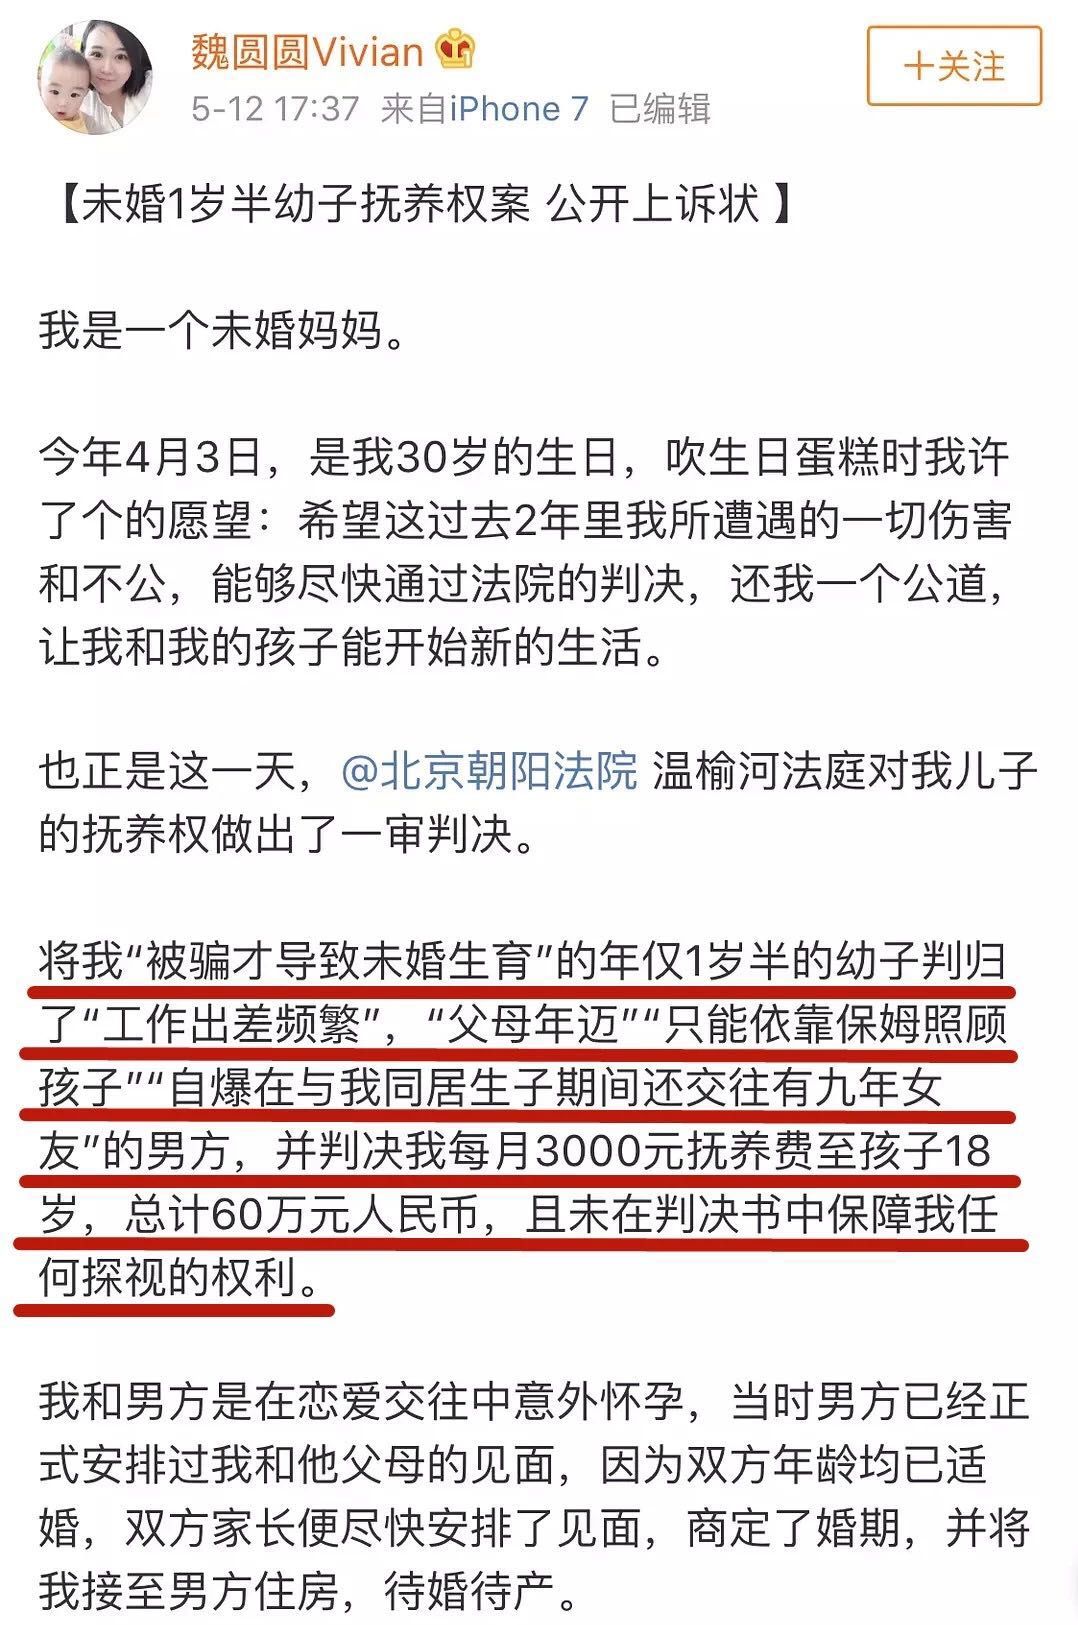 魏圆圆Vivian
十关注
5-12 17:37 来自iPhone 7 已编辑
【未婚1岁半幼子抚养权案 公开上诉状 】
我是一个未婚妈妈。
今年4月3日，是我30岁的生日，吹生日蛋糕时我许
了个的愿望：希望这过去2年里我所遭遇的一切伤害
和不公，能够尽快通过法院的判决，还我一个公道，
让我和我的孩子能开始新的生活。
也正是这一天，@北京朝阳法院 温榆河法庭对我儿子
的抚养权做出了一审判决。
将我“被骗才导致未婚生育”的年仅1岁半的幼子判归
了“工作出差频繁”，“父母年迈”“只能依靠保姆照顾
孩子”“自爆在与我同居生子期间还交往有九年女
友”的男方，并判决我每月3000元抚养费至孩子18
岁，总计60万元人民币，且未在判决书中保障我任
何探视的权利。
我和男方是在恋爱交往中意外怀孕，当时男方已经正
式安排过我和他父母的见面，因为双方年龄均已适
婚，双方家长便尽快安排了见面，商定了婚期，并将
我接至男方住房，待婚待产。